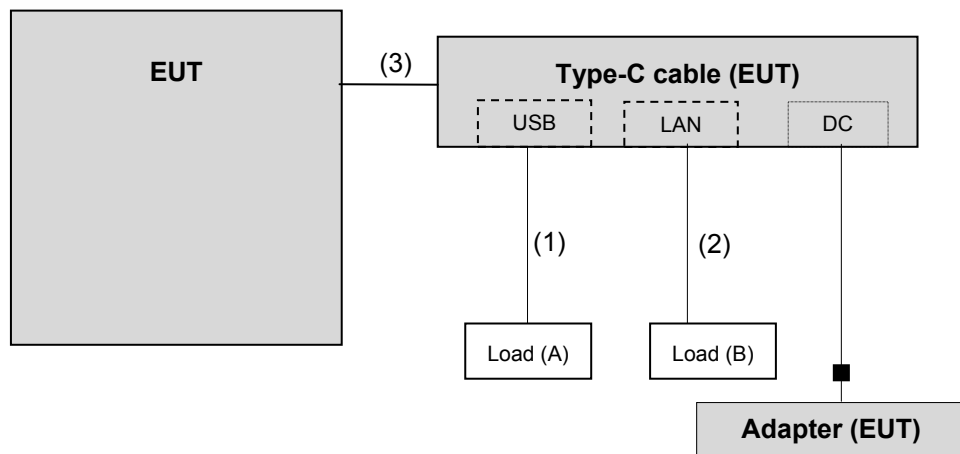 EUT
(3)
Type-C cable (EUT)
USB
LAN
DC
(1)
(2)
Load (A)
Load (B)
Adapter (EUT)